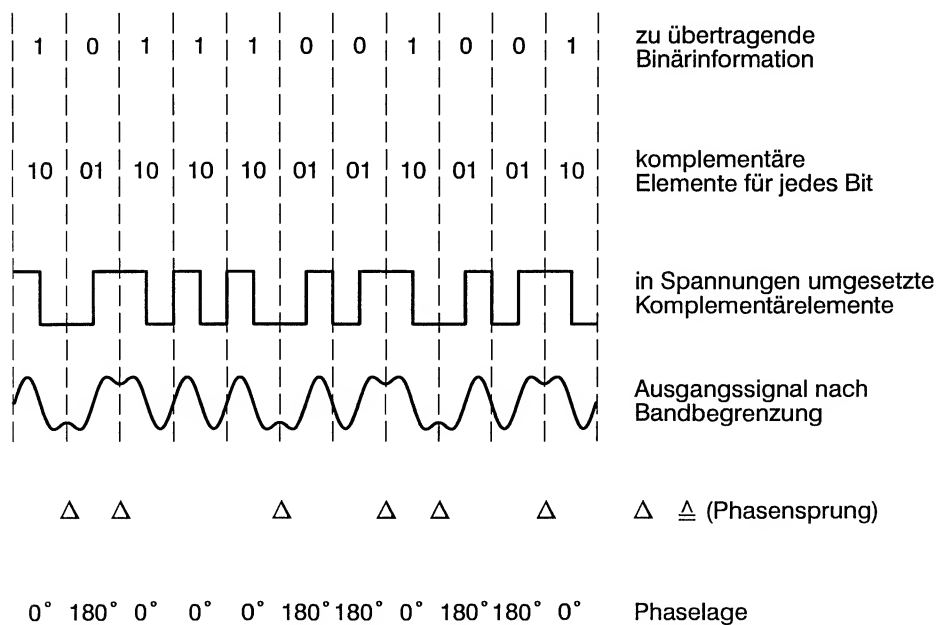 1 0 1 1 1 0 0 1 0 0 1
zu übertragende
Binärinformation
10 01 10 10 10 01 01 10 01 01 10
komplementäre
Elemente für jedes Bit
in Spannungen umgesetzte
Komplementärelemente
Ausgangssignal nach
Bandbegrenzung
Δ Δ Δ Δ Δ Δ Δ ≙ (Phasensprung)
0° 180° 0° 0° 0° 180° 180° 0° 180° 180° 0° Phaselage